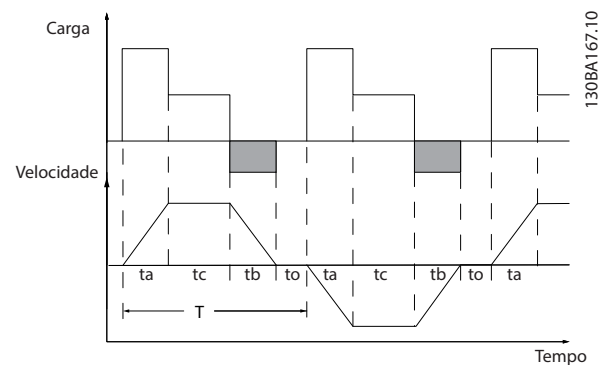 Carga
130BA167.10
Velocidade
ta tc tb to ta tc tb to ta
T
Tempo